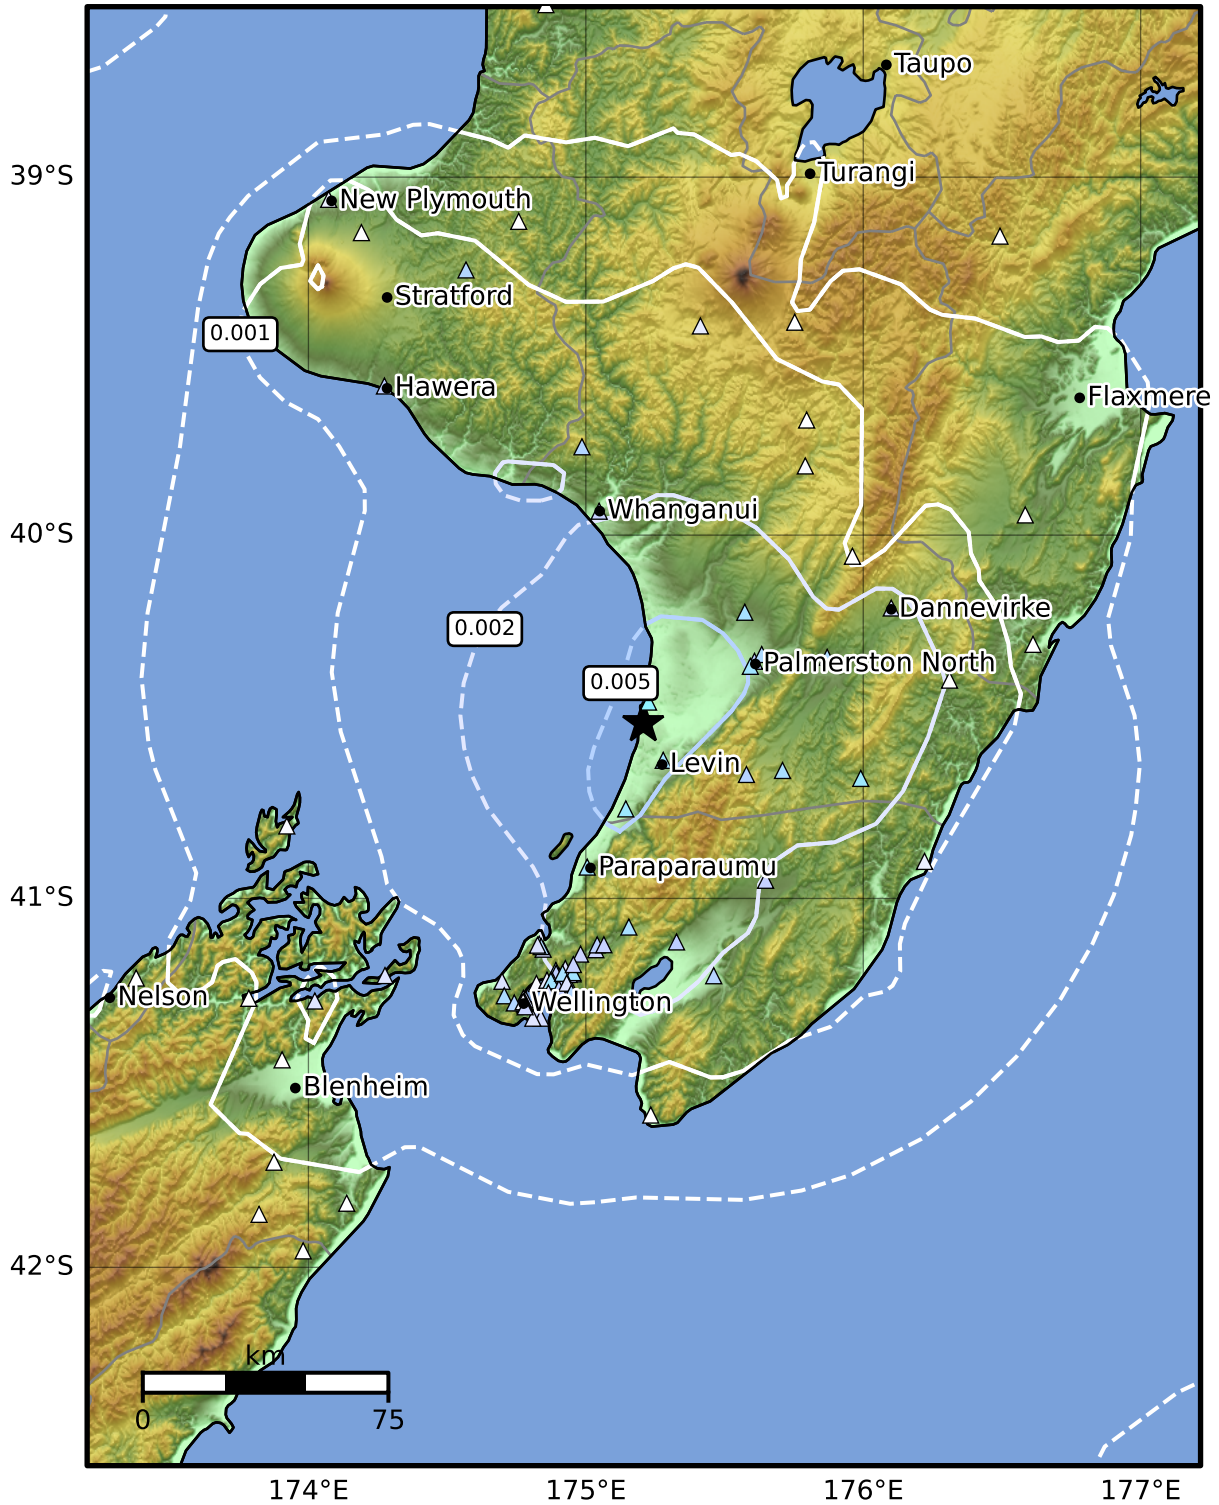 Taupo
39°S
Turangi
New Plymouth
Stratford
0.001
Hawera
Flaxmere
Whanganui
40°S
Dannevirke
0.002
Palmerston North
0.005
Levin
Paraparaumu
41°S
Nelson
Wellington
Blenheim
42°S
km
0
75
174°E
175°E
176°E
177°E